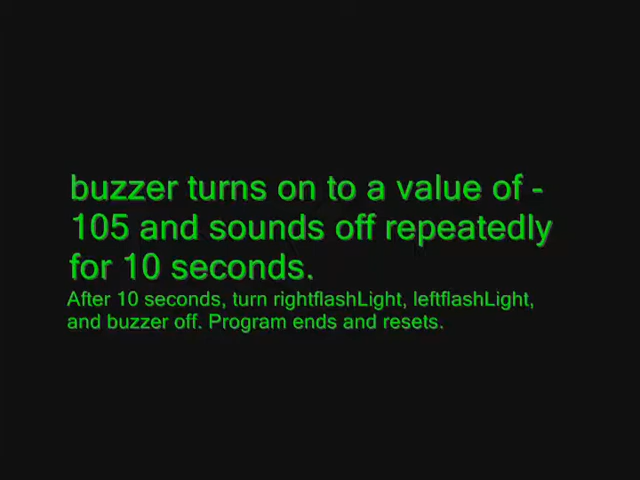 buzzer turns on to a value of -
105 and sounds off repeatedly
for 10 seconds.
After 10 seconds, turn rightflashLight, leftflashLight,
and buzzer off. Program ends and resets.